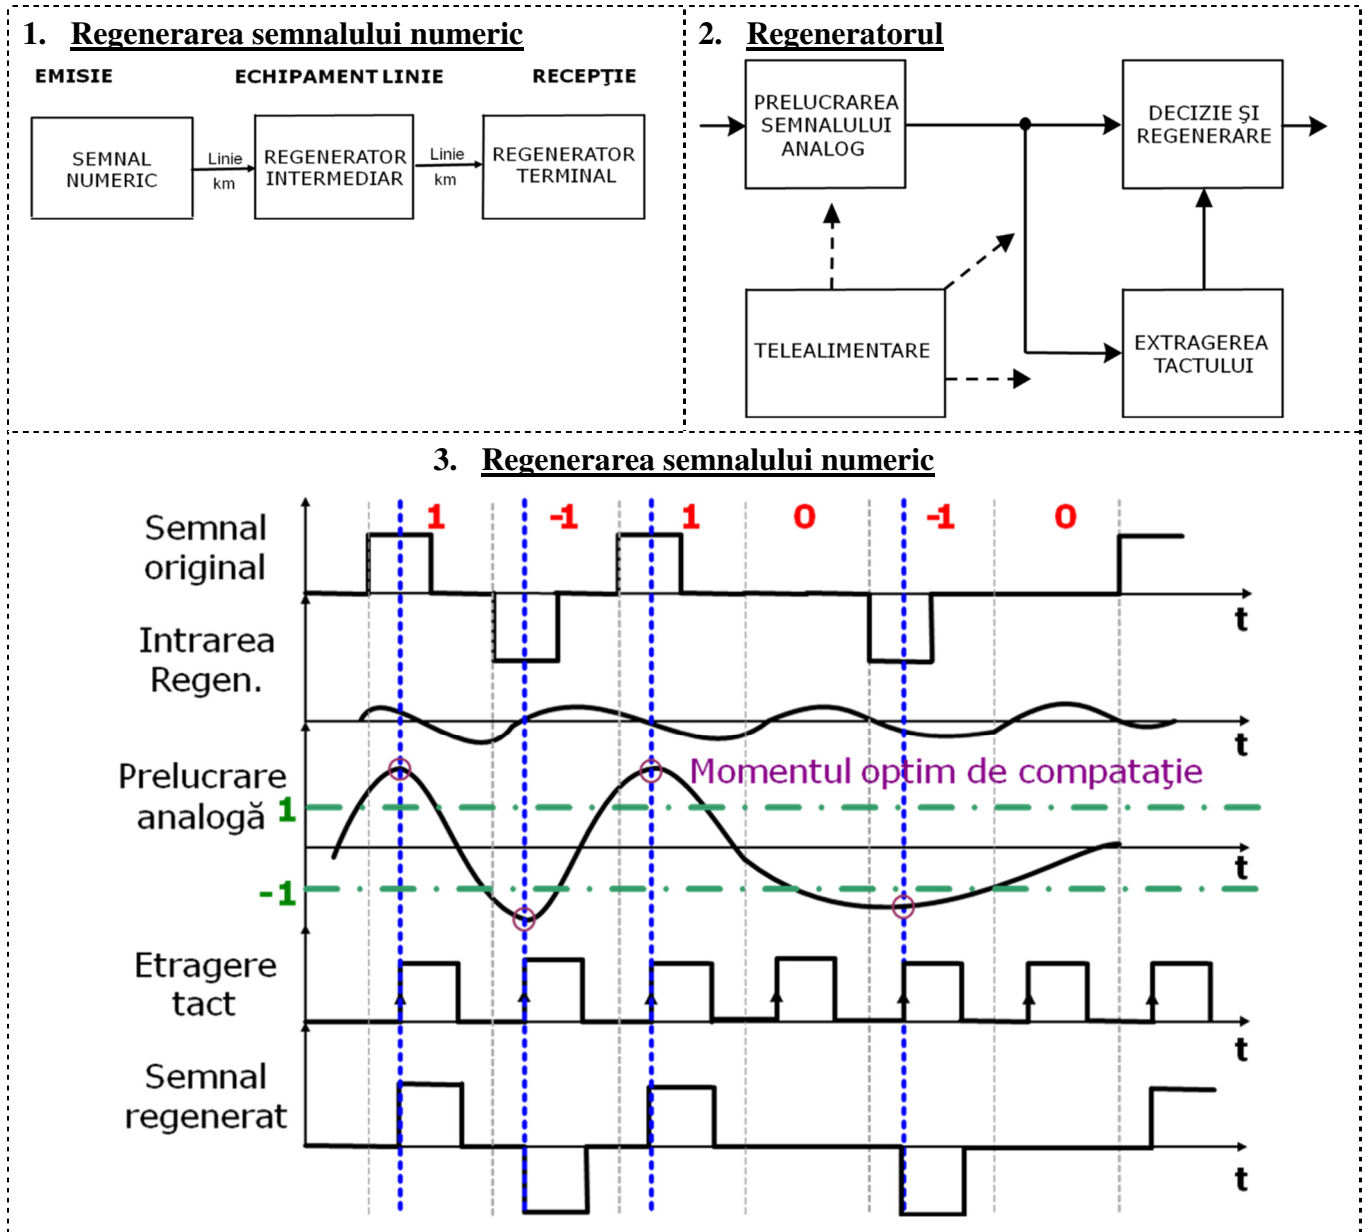 1. Regenerarea semnalului numeric
EMISIE
ECHIPAMENT LINIE
RECEPŢIE
SEMNAL
NUMERIC
Linie
km
REGENERATOR
INTERMEDIAR
Linie
km
REGENERATOR
TERMINAL
2. Regeneratorul
PRELUCRAREA
SEMNALULUI
ANALOG
DECIZIE ŞI
REGENERARE
TELEALIMENTARE
EXTRAGEREA
TACTULUI
3. Regenerarea semnalului numeric
Semnal
original
1 -1 1 0 -1 0
t
Intrarea
Regen.
t
Prelucrare
analogă
Momentul optim de compataţie
1
t
-1
Etragere
tact
t
Semnal
regenerat
t